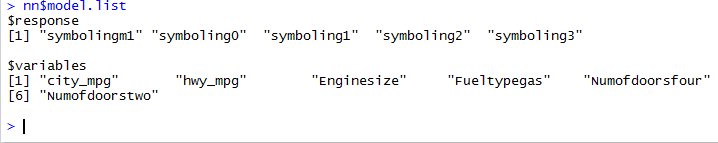 > nn$model.list
$response
[1] "symbolingm1" "symboling0"  "symboling1"  "symboling2"  "symboling3"
$variables
[1] "city_mpg"       "hwy_mpg"        "Enginesize"     "Fueltypegas"    "Numofdoorsfour"
[6] "Numofdoorstwo"
>